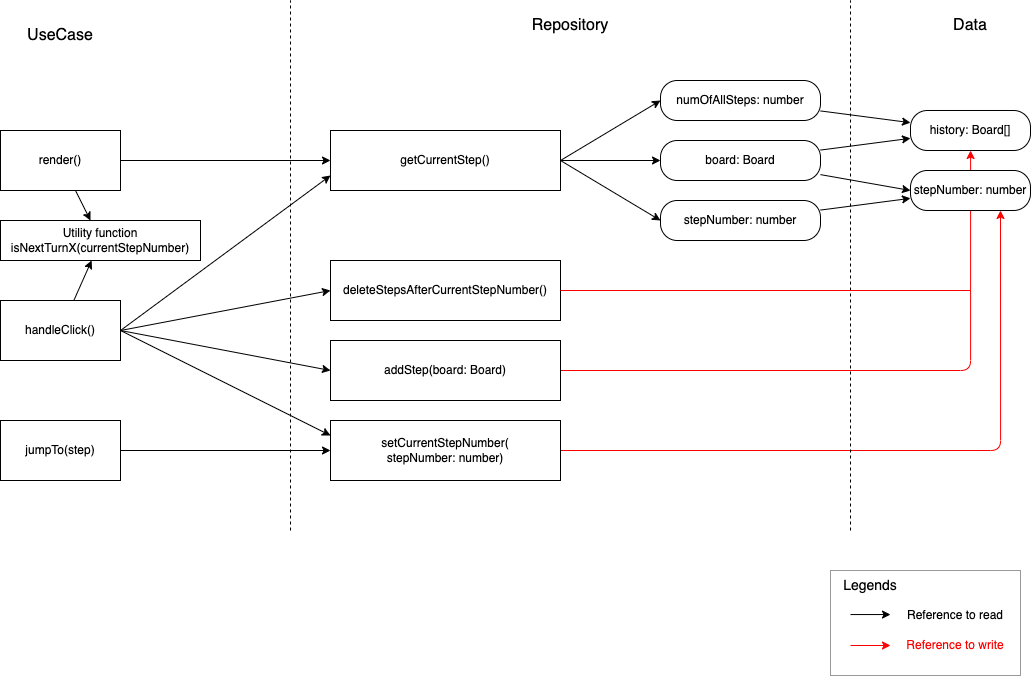 UseCase
Repository
Data
render()
Utility function
isNextTurnX(currentStepNumber)
handleClick()
jumpTo(step)
getCurrentStep()
deleteStepsAfterCurrentStepNumber()
addStep(board: Board)
setCurrentStepNumber(
stepNumber: number)
numOfAllSteps: number
board: Board
stepNumber: number
history: Board[]
stepNumber: number
Legends
Reference to read
Reference to write